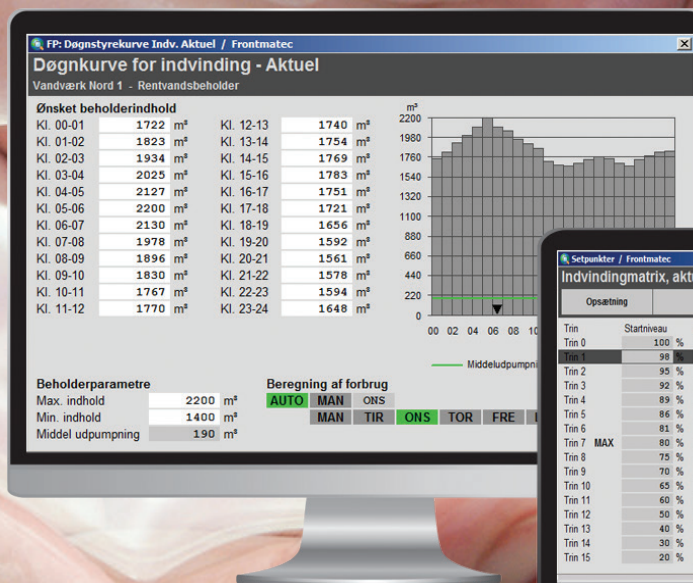 FP: Døgnstyrekurve Indv. Aktuel / Frontmatec
Døgnkurve for indvinding - Aktuel
Vandværk Nord 1 - Rentvandsbeholder
Ønsket beholderindhold
Kl. 00-01 1722 m³ Kl. 12-13 1740 m³
Kl. 01-02 1823 m³ Kl. 13-14 1754 m³
Kl. 02-03 1934 m³ Kl. 14-15 1769 m³
Kl. 03-04 2025 m³ Kl. 15-16 1783 m³
Kl. 04-05 2127 m³ Kl. 16-17 1751 m³
Kl. 05-06 2200 m³ Kl. 17-18 1721 m³
Kl. 06-07 2130 m³ Kl. 18-19 1656 m³
Kl. 07-08 1978 m³ Kl. 19-20 1592 m³
Kl. 08-09 1896 m³ Kl. 20-21 1561 m³
Kl. 09-10 1830 m³ Kl. 21-22 1578 m³
Kl. 10-11 1767 m³ Kl. 22-23 1594 m³
Kl. 11-12 1770 m³ Kl. 23-24 1648 m³
m³
2200
1980
1760
1540
1320
1100
880
660
440
220
0
00 02 04 06 08 10
Middeludpumpni
Beholderparametre
Max. indhold 2200 m³
Min. indhold 1400 m³
Middel udpumpning 190 m³
Beregning af forbrug
AUTO MAN ONS
MAN TIR ONS TOR FRE
Setpunkter / Frontmatec
Indvindingmatrix, aktu
Opsætning
Trin Startniveau
Trin 0 100 %
Trin 1 98 %
Trin 2 95 %
Trin 3 92 %
Trin 4 89 %
Trin 5 86 %
Trin 6 81 %
Trin 7 MAX 80 %
Trin 8 75 %
Trin 9 70 %
Trin 10 65 %
Trin 11 60 %
Trin 12 50 %
Trin 13 40 %
Trin 14 30 %
Trin 15 20 %